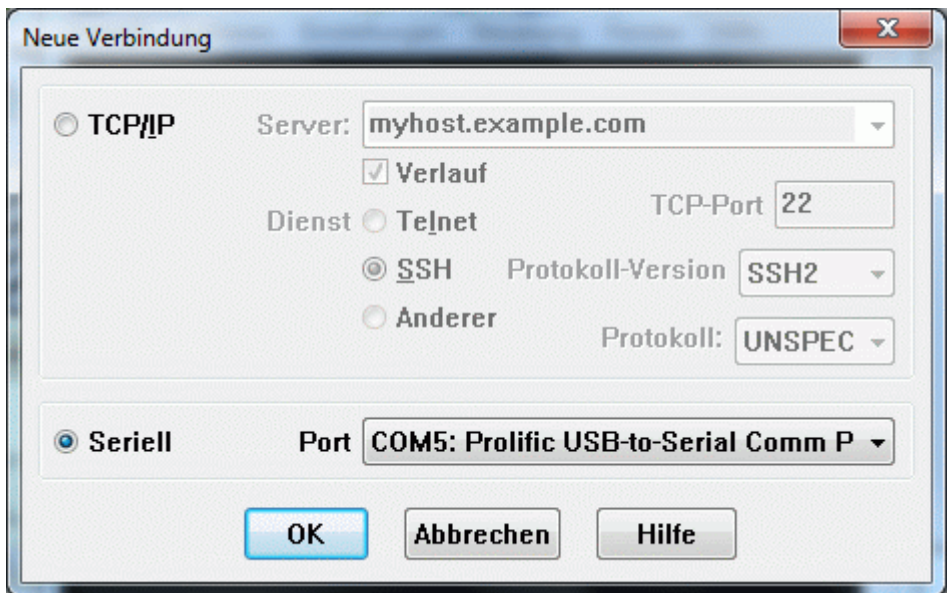 Neue Verbindung
TCP/IP Server: myhost.example.com
Verlauf
TCP-Port 22
Dienst Telnet
SSH Protokoll-Version SSH2
Anderer
Protokoll: UNSPEC
Seriell Port COM5: Prolific USB-to-Serial Comm P
OK Abbrechen Hilfe